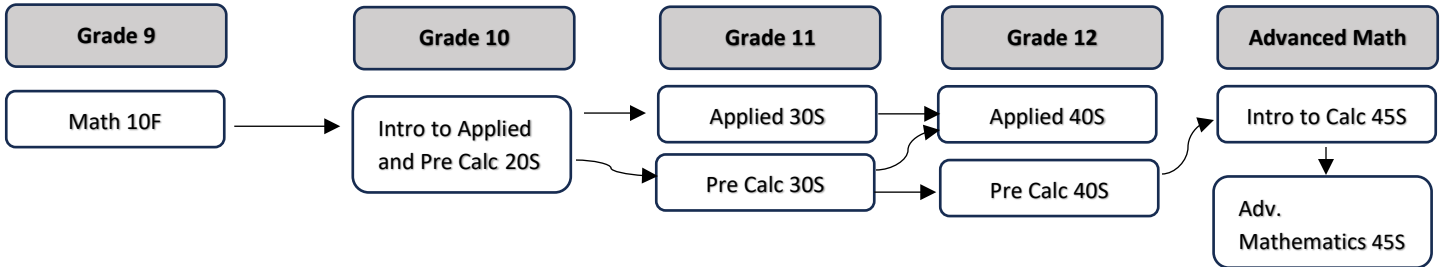 Grade 9
Grade 10
Grade 11
Grade 12
Advanced Math
Math 10F
Intro to Applied
and Pre Calc 20S
Applied 30S
Pre Calc 30S
Applied 40S
Pre Calc 40S
Intro to Calc 45S
Adv.
Mathematics 45S